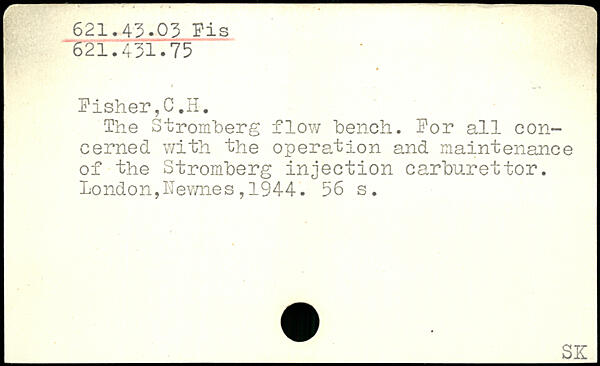 621.43.03 Fis
621.431.75
Fisher,C.H.
The Stromberg flow bench. For all con-
cerned with the operation and maintenance
of the Stromberg injection carburettor.
London,Newnes,1944. 56 s.
SK